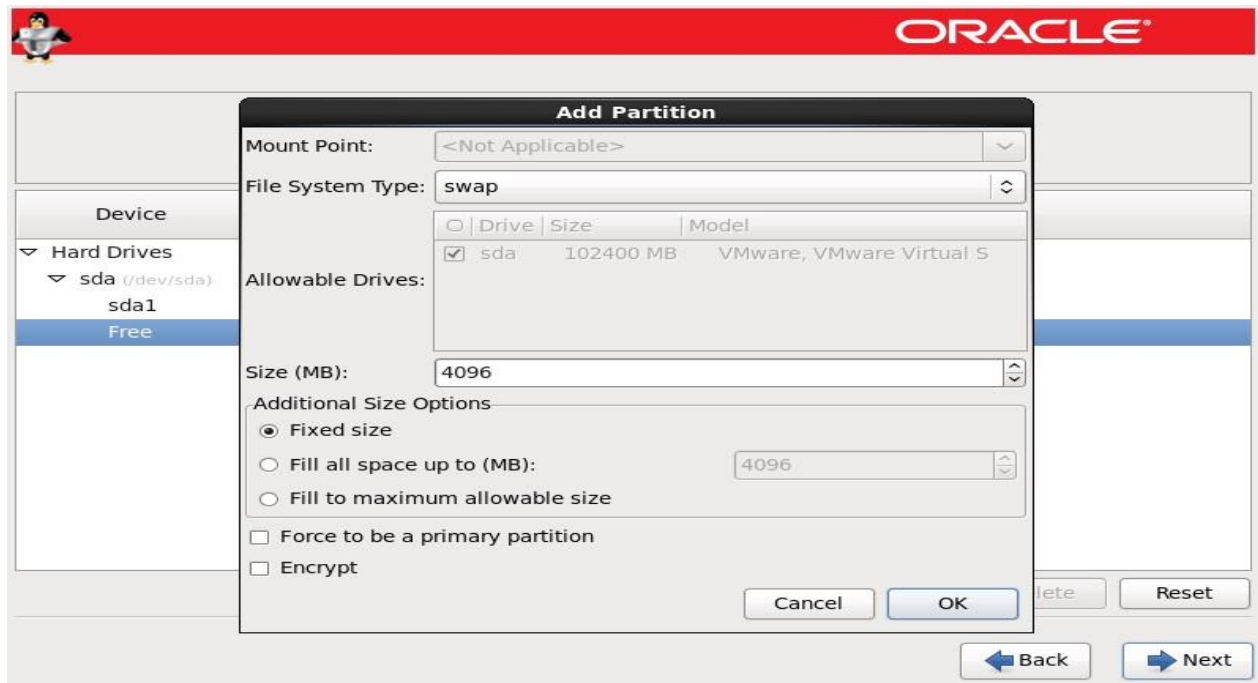 ORACLE®
Add Partition
Mount Point: <Not Applicable>
File System Type: swap
Device
O Drive Size Model
Hard Drives
sda 102400 MB VMware, VMware Virtual S
sda (/dev/sda)
Allowable Drives:
sda1
Free
Size (MB): 4096
Additional Size Options
Fixed size
Fill all space up to (MB): 4096
Fill to maximum allowable size
Force to be a primary partition
Encrypt
Cancel OK lete Reset
Back Next